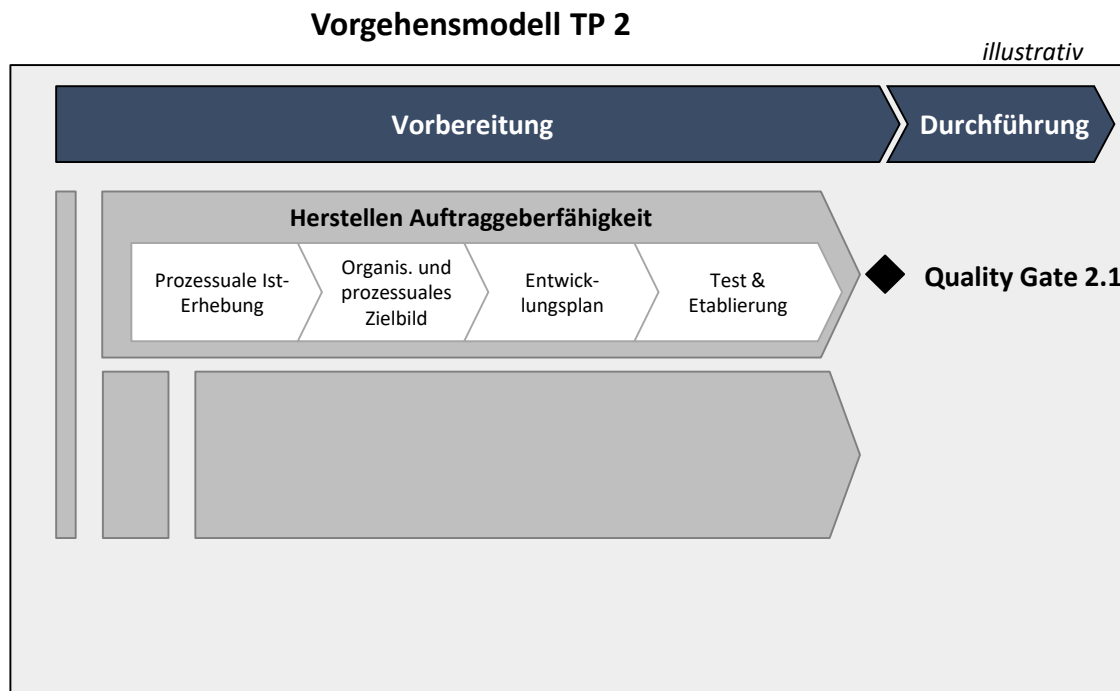 Vorgehensmodell TP 2
illustrativ
Vorbereitung
Durchführung
Herstellen Auftraggeberfähigkeit
Prozessuale Ist-
Erhebung
Organis. und
prozessuales
Zielbild
Entwick-
lungsplan
Test &
Etablierung
Quality Gate 2.1